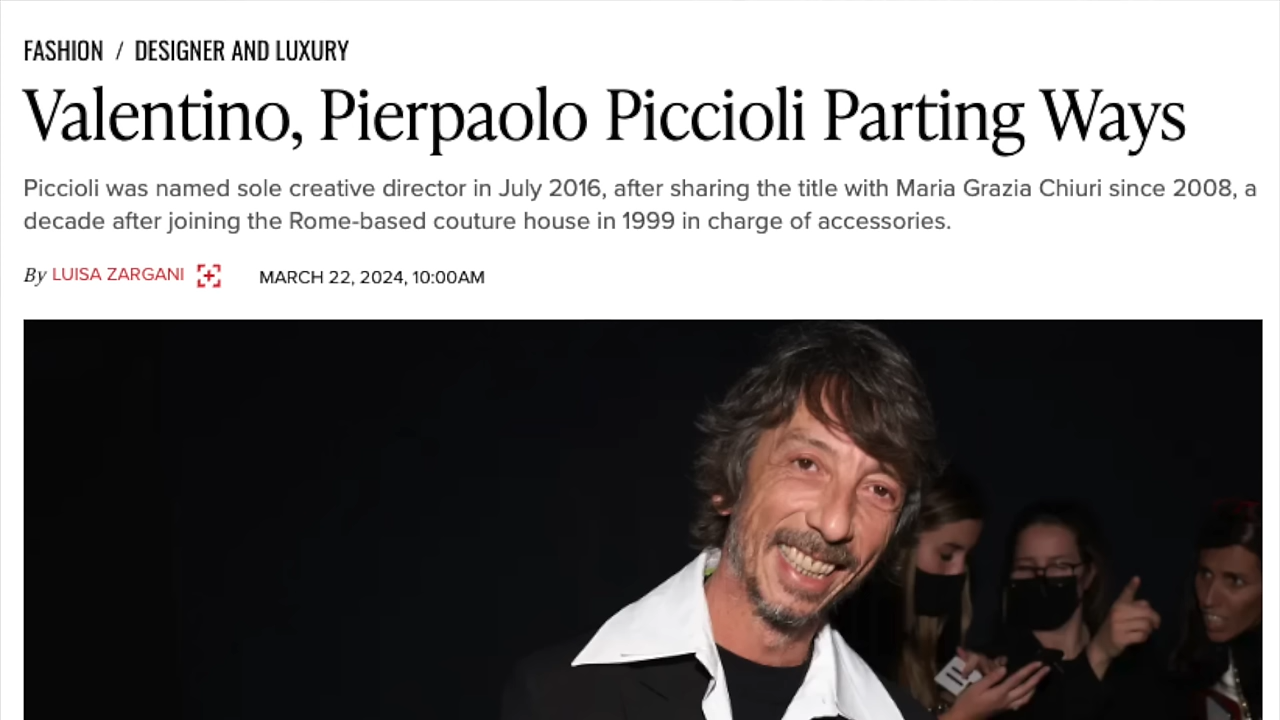 FASHION / DESIGNER AND LUXURY
Valentino, Pierpaolo Piccioli Parting Ways
Piccioli was named sole creative director in July 2016, after sharing the title with Maria Grazia Chiuri since 2008, a
decade after joining the Rome-based couture house in 1999 in charge of accessories.
By LUISA ZARGANI MARCH 22, 2024, 10:00AM